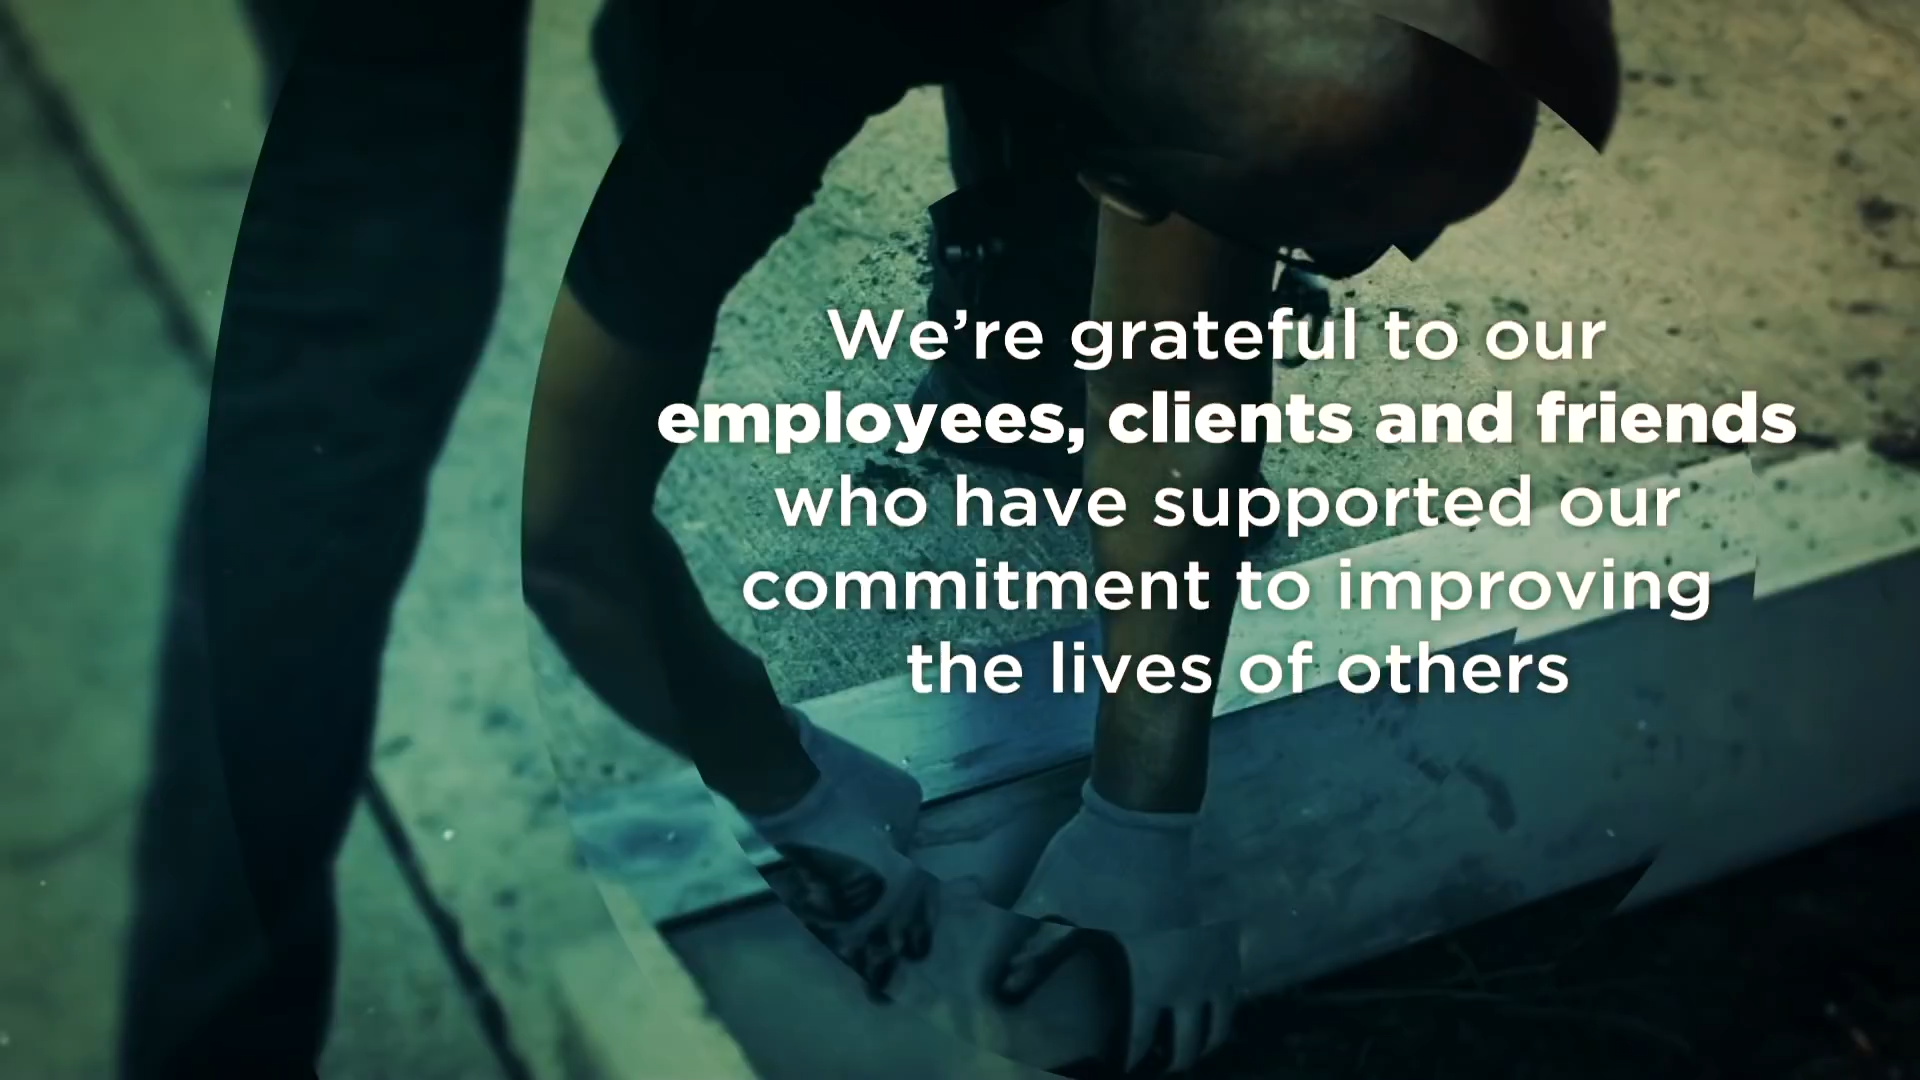 We’re grateful to our
employees, clients and friends
who have supported our
commitment to improving
the lives of others